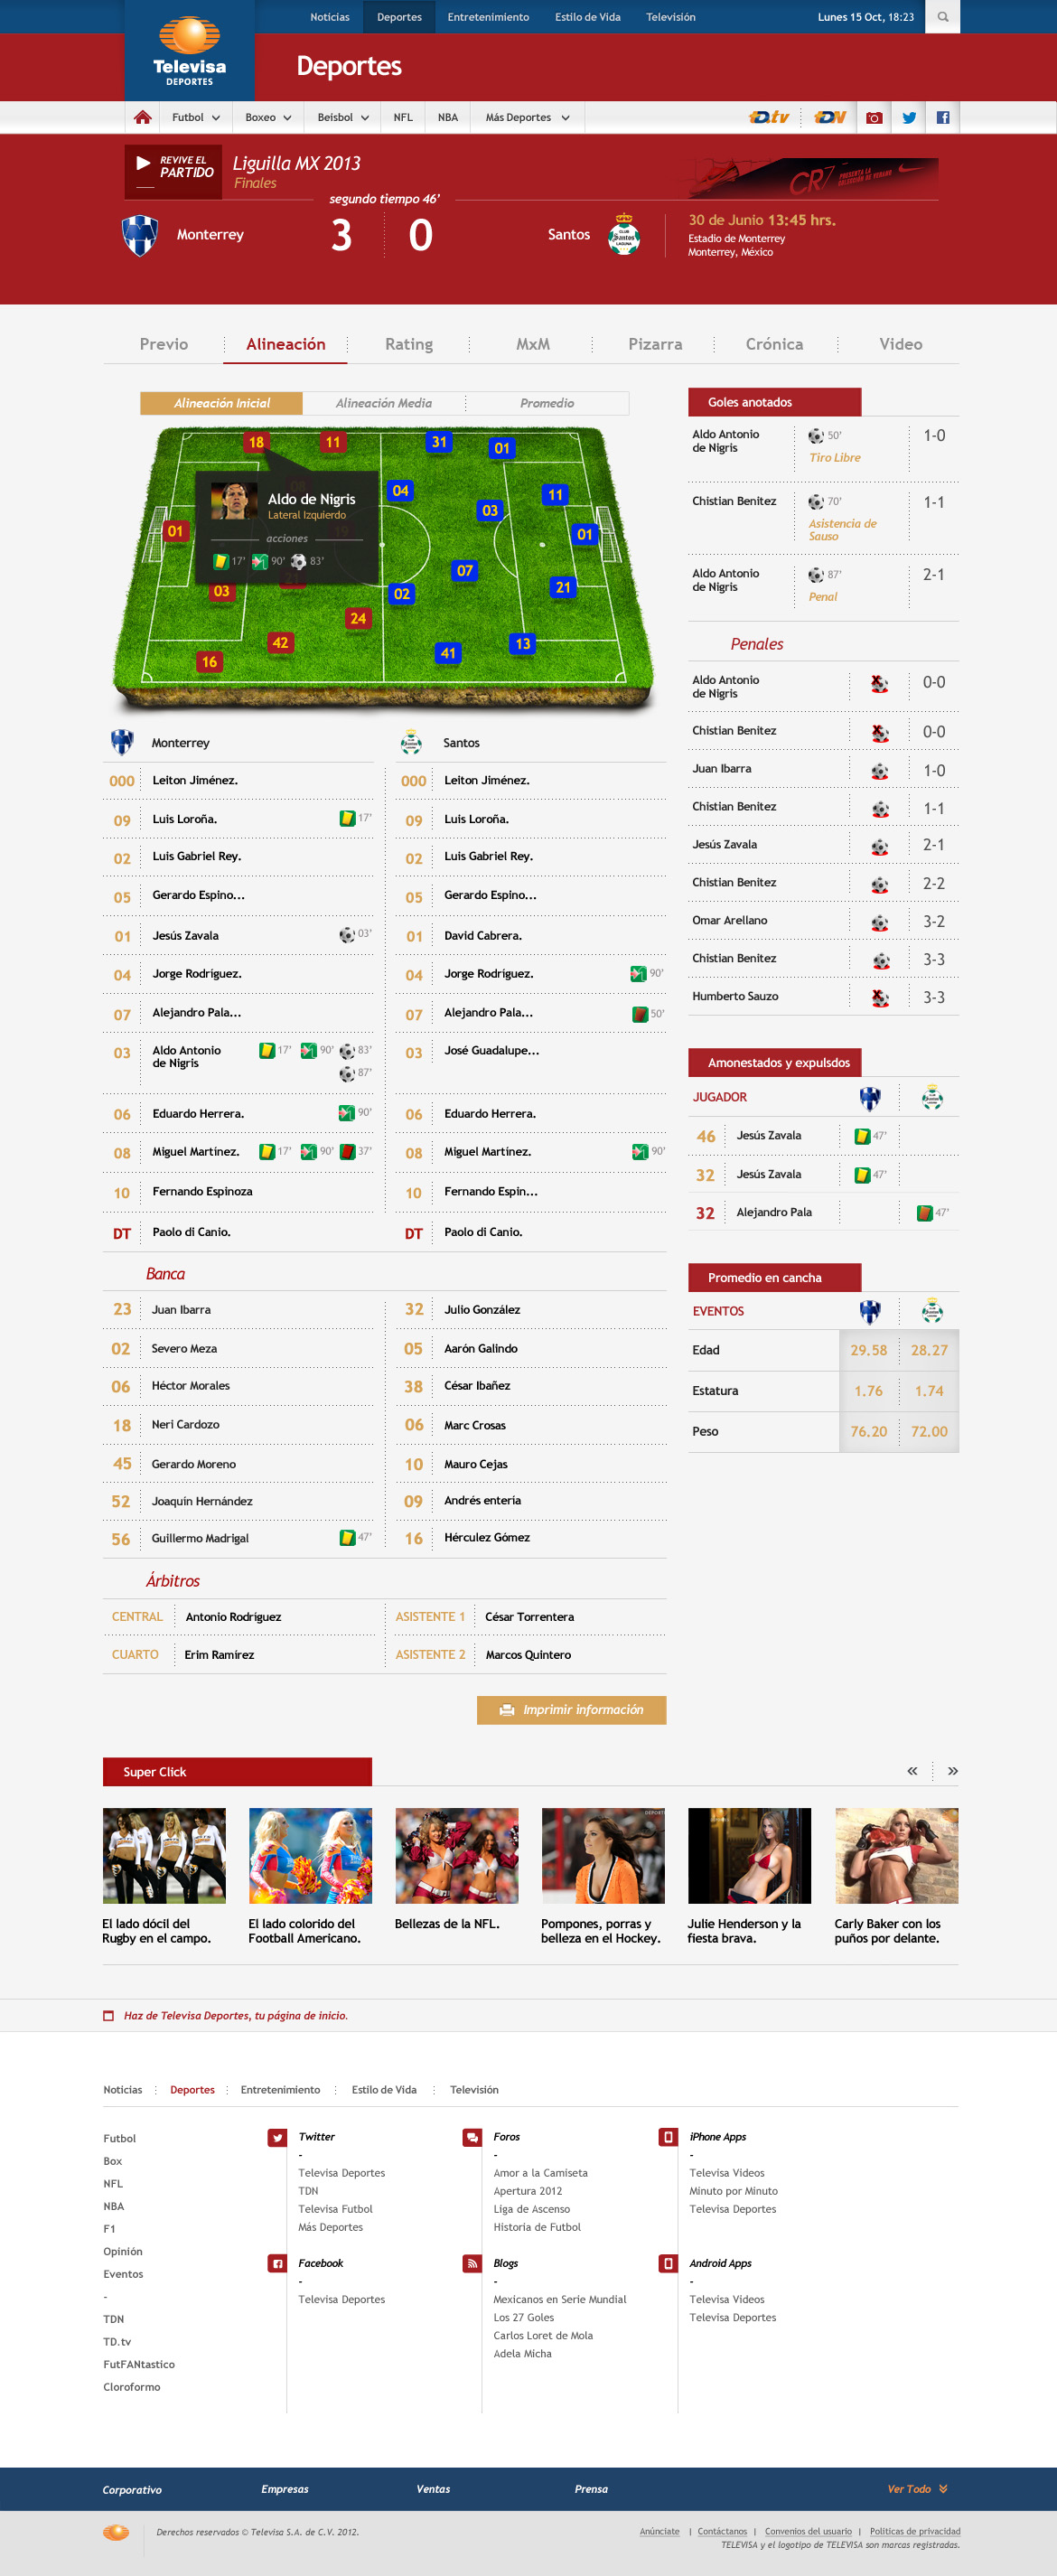 Noticias Deportes Entretenimiento Estilo de Vida Televisión Lunes 15 Oct, 18:23
Televisa
DEPORTES
Deportes
Futbol Boxeo Beisbol NFL NBA Más Deportes TD.tv TDN
REVIVE EL
PARTIDO
Liguilla MX 2013
Finales
CR7 PRESENTA LA
SELECCIÓN DE VERANO
segundo tiempo 46'
Monterrey 3 0 Santos
30 de Junio 13:45 hrs.
Estadio de Monterrey
Monterrey, México
Previo Alineación Rating MxM Pizarra Crónica Video
Alineación Inicial Alineación Media Promedio
18 11 31 01
04 03 11
01 01
07 02 21
03 24
42 16 41 13
Aldo de Nigris
Lateral Izquierdo
acciones
17' 90' 83'
Monterrey Santos
000 Leiton Jiménez. 000 Leiton Jiménez.
09 Luis Loroña. 17' 09 Luis Loroña.
02 Luis Gabriel Rey. 02 Luis Gabriel Rey.
05 Gerardo Espino... 05 Gerardo Espino...
01 Jesús Zavala 03' 01 David Cabrera.
04 Jorge Rodríguez. 04 Jorge Rodríguez. 90'
07 Alejandro Pala... 07 Alejandro Pala... 50'
03 Aldo Antonio 17' 90' 83' 03 José Guadalupe...
de Nigris 87'
06 Eduardo Herrera. 90' 06 Eduardo Herrera.
08 Miguel Martínez. 17' 90' 37' 08 Miguel Martínez. 90'
10 Fernando Espinoza 10 Fernando Espin...
DT Paolo di Canio. DT Paolo di Canio.
Banca
23 Juan Ibarra 32 Julio González
02 Severo Meza 05 Aarón Galindo
06 Héctor Morales 38 César Ibañez
18 Neri Cardozo 06 Marc Crosas
45 Gerardo Moreno 10 Mauro Cejas
52 Joaquín Hernández 09 Andrés entería
56 Guillermo Madrigal 47' 16 Hérculez Gómez
Árbitros
CENTRAL Antonio Rodríguez ASISTENTE 1 César Torrentera
CUARTO Erim Ramírez ASISTENTE 2 Marcos Quintero
Imprimir información
Goles anotados
Aldo Antonio 50' 1-0
de Nigris Tiro Libre
Chistian Benitez 70' 1-1
Asistencia de
Sauso
Aldo Antonio 87' 2-1
de Nigris Penal
Penales
Aldo Antonio 0-0
de Nigris
Chistian Benitez 0-0
Juan Ibarra 1-0
Chistian Benitez 1-1
Jesús Zavala 2-1
Chistian Benitez 2-2
Omar Arellano 3-2
Chistian Benitez 3-3
Humberto Sauzo 3-3
Amonestados y expulsdos
JUGADOR
46 Jesús Zavala 47'
32 Jesús Zavala 47'
32 Alejandro Pala 47'
Promedio en cancha
EVENTOS
Edad 29.58 28.27
Estatura 1.76 1.74
Peso 76.20 72.00
Super Click « »
El lado dócil del
Rugby en el campo.
El lado colorido del
Football Americano.
Bellezas de la NFL.
Pompones, porras y
belleza en el Hockey.
Julie Henderson y la
fiesta brava.
Carly Baker con los
puños por delante.
Haz de Televisa Deportes, tu página de inicio.
Noticias Deportes Entretenimiento Estilo de Vida Televisión
Futbol
Box
NFL
NBA
F1
Opinión
Eventos
-
TDN
TD.tv
FutFANtastico
Cloroformo
Twitter
-
Televisa Deportes
TDN
Televisa Futbol
Más Deportes
Facebook
-
Televisa Deportes
Foros
-
Amor a la Camiseta
Apertura 2012
Liga de Ascenso
Historia de Futbol
Blogs
-
Mexicanos en Serie Mundial
Los 27 Goles
Carlos Loret de Mola
Adela Micha
iPhone Apps
-
Televisa Videos
Minuto por Minuto
Televisa Deportes
Android Apps
-
Televisa Videos
Televisa Deportes
Corporativo Empresas Ventas Prensa Ver Todo
Derechos reservados © Televisa S.A. de C.V. 2012.
Anúnciate | Contáctanos | Convenios del usuario | Políticas de privacidad
TELEVISA y el logotipo de TELEVISA son marcas registradas.